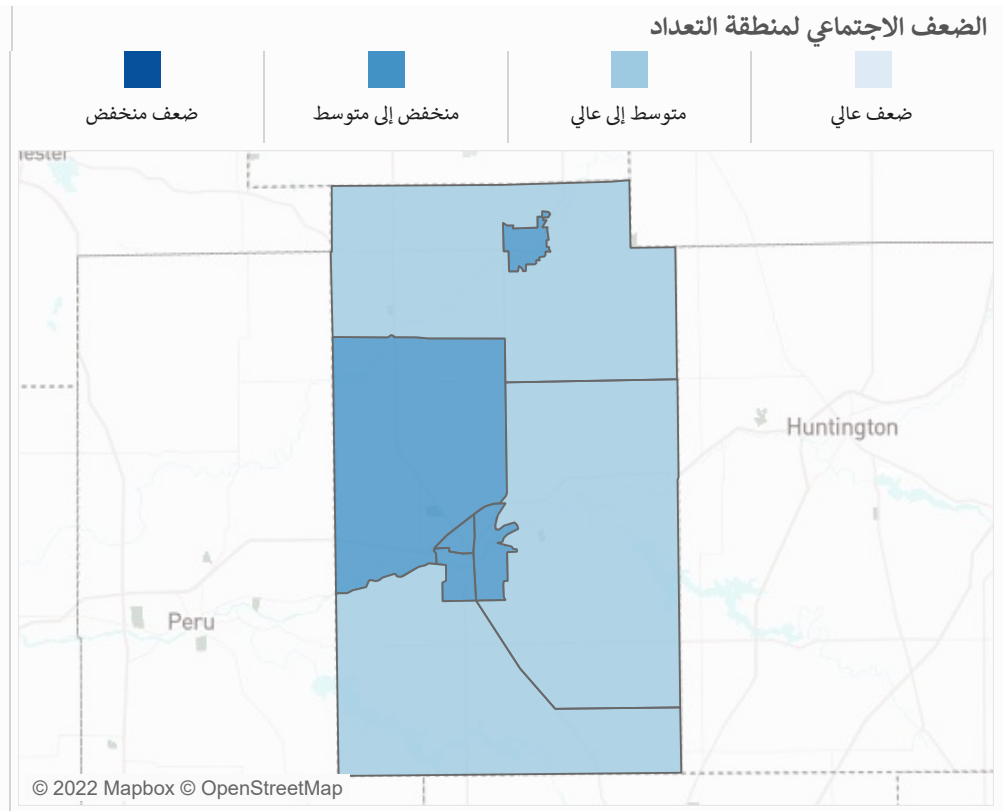 الضعف الاجتماعي لمنطقة التعداد
ضعف عالي
متوسط إلى عالي
منخفض إلى متوسط
ضعف منخفض
Huntington
Peru
© 2022 Mapbox © OpenStreetMap